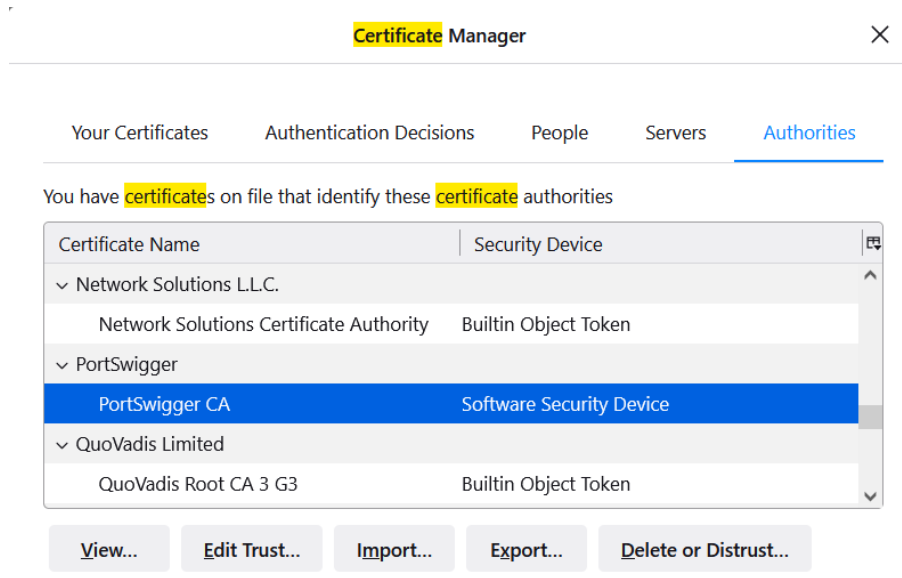 Certificate Manager
Your Certificates Authentication Decisions People Servers Authorities
You have certificates on file that identify these certificate authorities
Certificate Name Security Device
Network Solutions L.L.C.
Network Solutions Certificate Authority Builtin Object Token
PortSwigger
PortSwigger CA Software Security Device
QuoVadis Limited
QuoVadis Root CA 3 G3 Builtin Object Token
View... Edit Trust... Import... Export... Delete or Distrust...